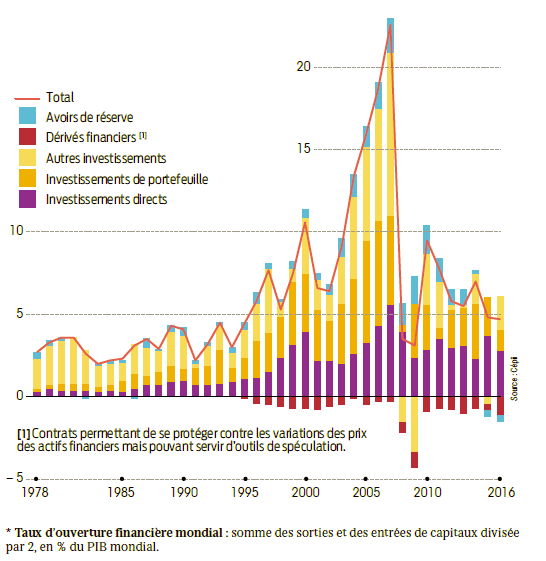 20
Total
Avoirs de réserve
Dérivés financiers [1]
15
Autres investissements
Investissements de portefeuille
Investissements directs
10
5
0
Source : Cepii
[1] Contrats permettant de se protéger contre les variations des prix
des actifs financiers mais pouvant servir d'outils de spéculation.
– 5
1978 1985 1990 1995 2000 2005 2010 2016
* Taux d'ouverture financière mondial : somme des sorties et des entrées de capitaux divisée
par 2, en % du PIB mondial.